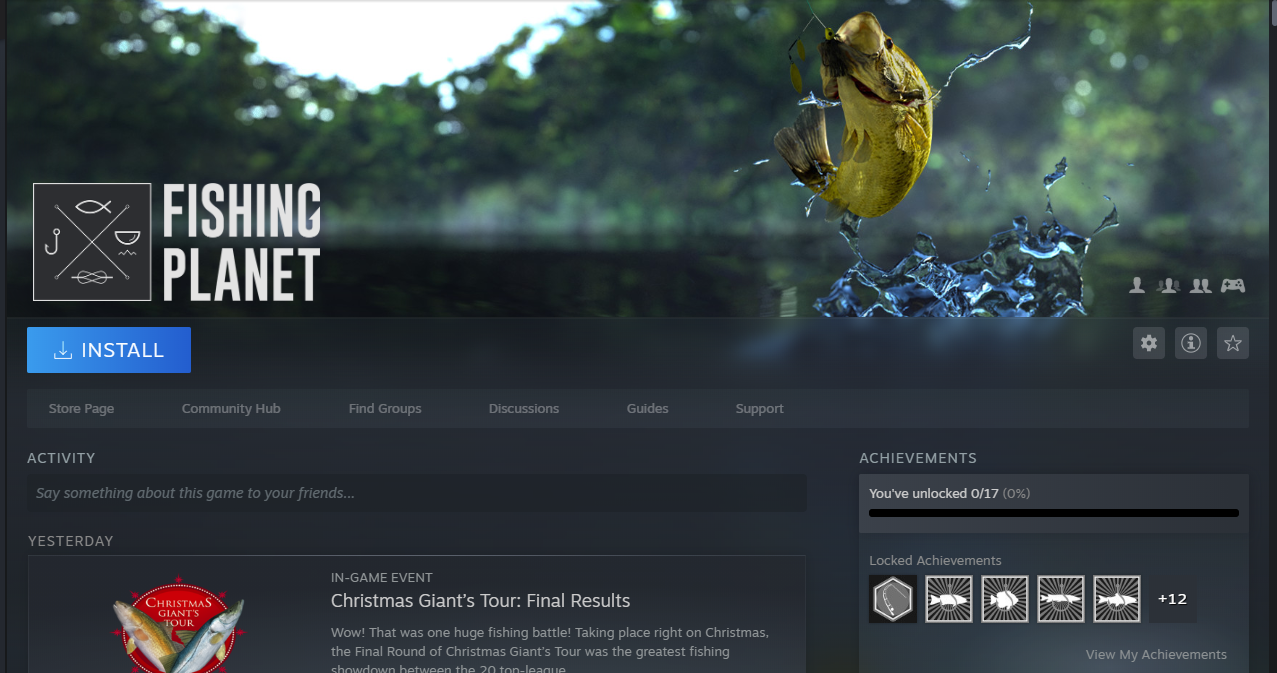 FISHING
PLANET
INSTALL
Store Page
Community Hub
Find Groups
Discussions
Guides
Support
ACTIVITY
Say something about this game to your friends...
YESTERDAY
CHRISTMAS
GIANT'S
TOUR
IN-GAME EVENT
Christmas Giant's Tour: Final Results
Wow! That was one huge fishing battle! Taking place right on Christmas,
the Final Round of Christmas Giant's Tour was the greatest fishing
showdown between the 20 top-league
ACHIEVEMENTS
You've unlocked 0/17 (0%)
Locked Achievements
+12
View My Achievements